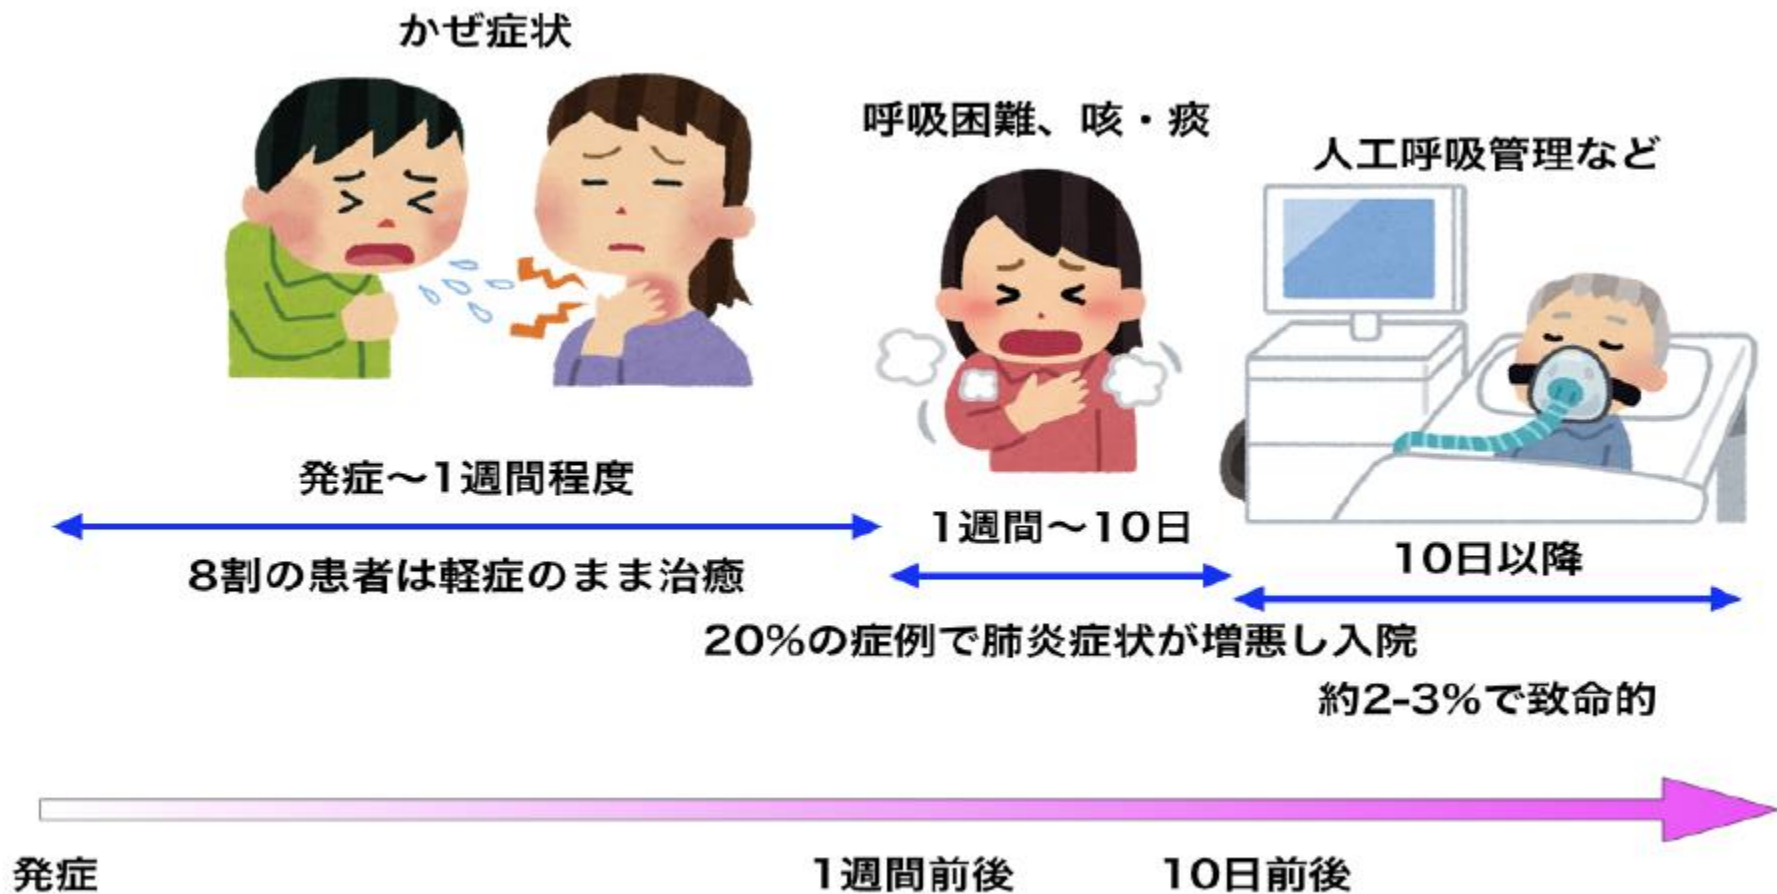 かぜ症状
呼吸困難、咳・痰
人工呼吸管理など
発症〜1週間程度
8割の患者は軽症のまま治癒
1週間〜10日
10日以降
20%の症例で肺炎症状が増悪し入院
約2-3%で致命的
発症
1週間前後
10日前後